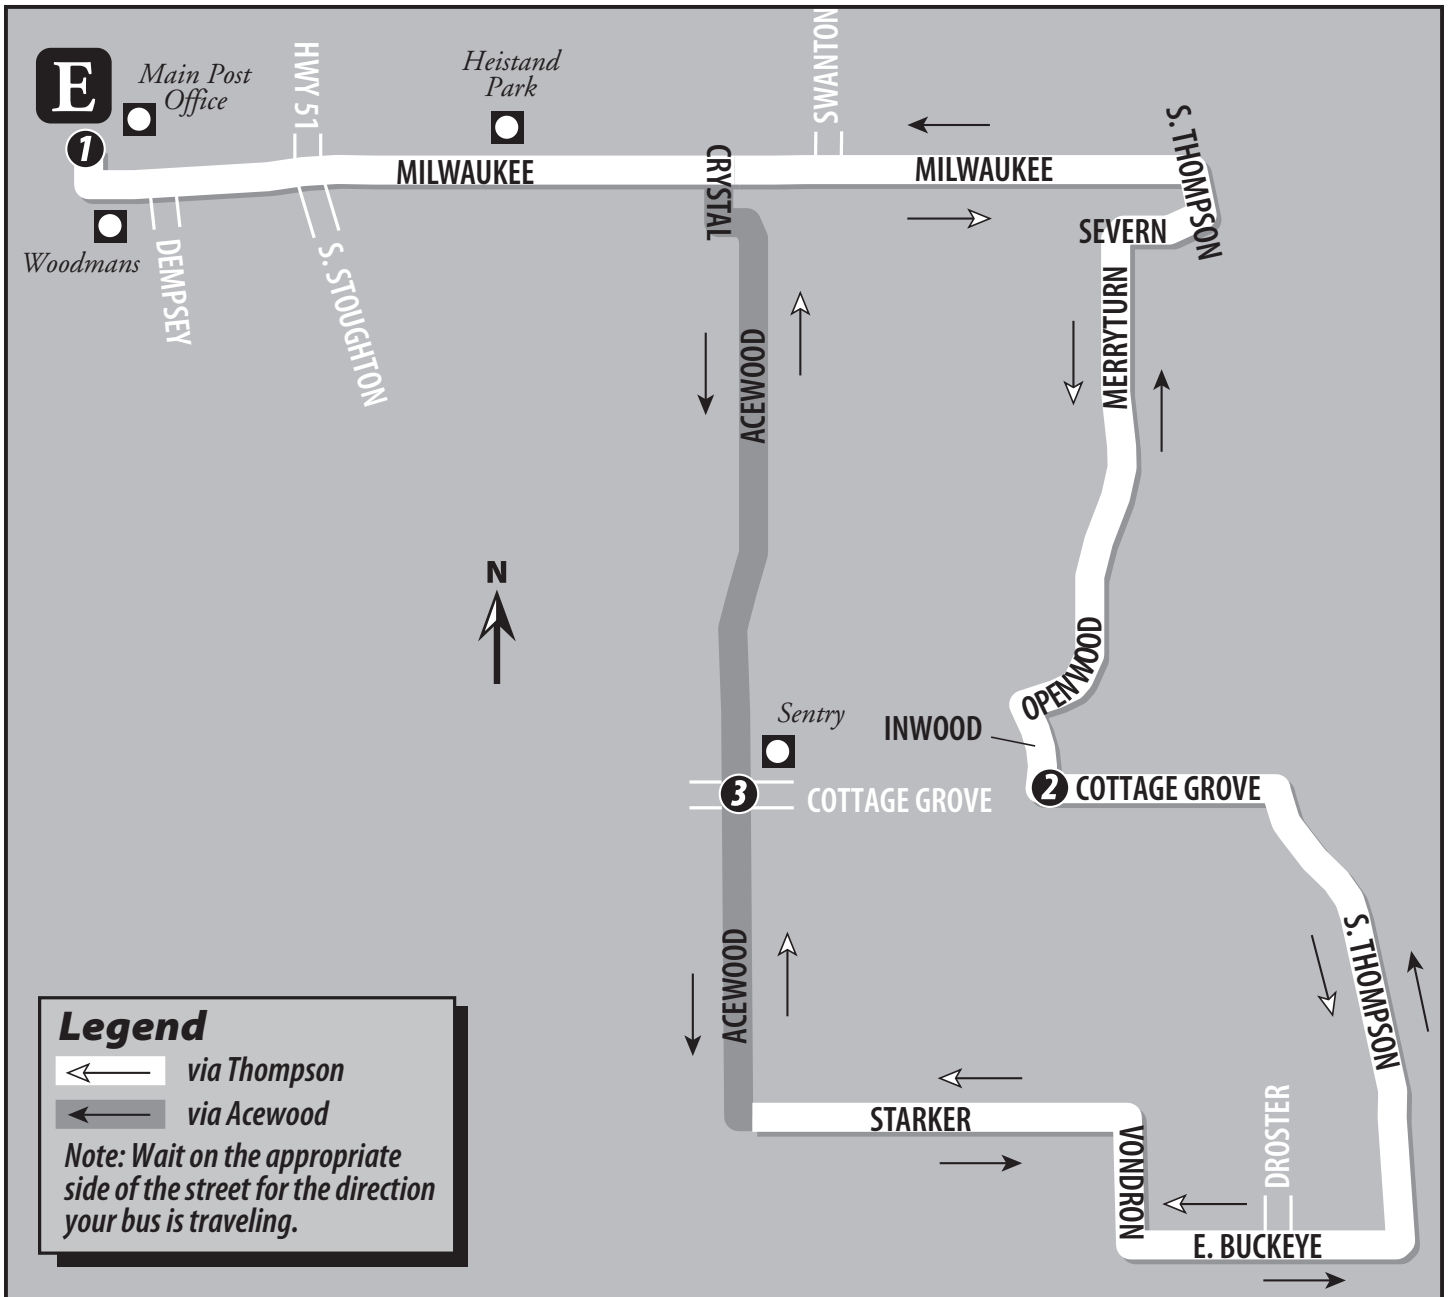 E
Main Post
Office
1
Woodmans
DEMPSEY
HWY 51
S. STOUGHTON
Heistand
Park
MILWAUKEE
CRYSTAL
SWANTON
MILWAUKEE
S. THOMPSON
SEVERN
MERRYTURN
ACEWOOD
N
OPENWOOD
INWOOD
Sentry
3
COTTAGE GROVE
2
COTTAGE GROVE
S. THOMPSON
ACEWOOD
STARKER
VONDRON
DROSTER
E. BUCKEYE
Legend
via Thompson
via Acewood
Note: Wait on the appropriate
side of the street for the direction
your bus is traveling.